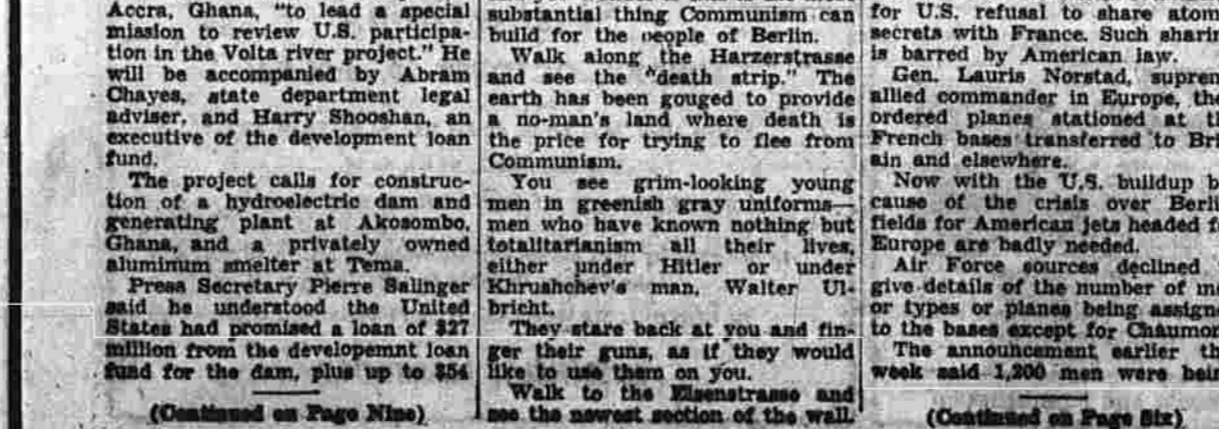 Accra, Ghana, "to lead a special
mission to review U.S. participa-
tion in the Volta river project." He
will be accompanied by Abram
Chayes, state department legal
adviser, and Harry Shooshan, an
executive of the development loan
fund.
The project calls for construc-
tion of a hydroelectric dam and
generating plant at Akosombo,
Ghana, and a privately owned
aluminum smelter at Tema.
Press Secretary Pierre Salinger
said he understood the United
States had promised a loan of $27
million from the developemnt loan
fund for the dam, plus up to $54
(Continued on Page Nine)
substantial thing Communism can
build for the people of Berlin.
Walk along the Harzerstrasse
and see the "death strip." The
earth has been gouged to provide
a no-man's land where death is
the price for trying to flee from
Communism.
You see grim-looking young
men in greenish gray uniforms—
men who have known nothing but
totalitarianism all their lives,
either under Hitler or under
Khrushchev's man, Walter Ul-
bricht.
They stare back at you and fin-
ger their guns, as if they would
like to use them on you.
Walk to the Elsenstrasse and
see the newest section of the wall.
for U.S. refusal to share atom
secrets with France. Such sharin
is barred by American law.
Gen. Lauris Norstad, suprem
allied commander in Europe, the
ordered planes stationed at th
French bases transferred to Bri
ain and elsewhere.
Now with the U.S. buildup b
cause of the crisis over Berli
fields for American jets headed f
Europe are badly needed.
Air Force sources declined
give details of the number of m
or types or planes being assigne
to the bases except for Chaumon
The announcement earlier th
week said 1,200 men were bein
(Continued on Page Six)